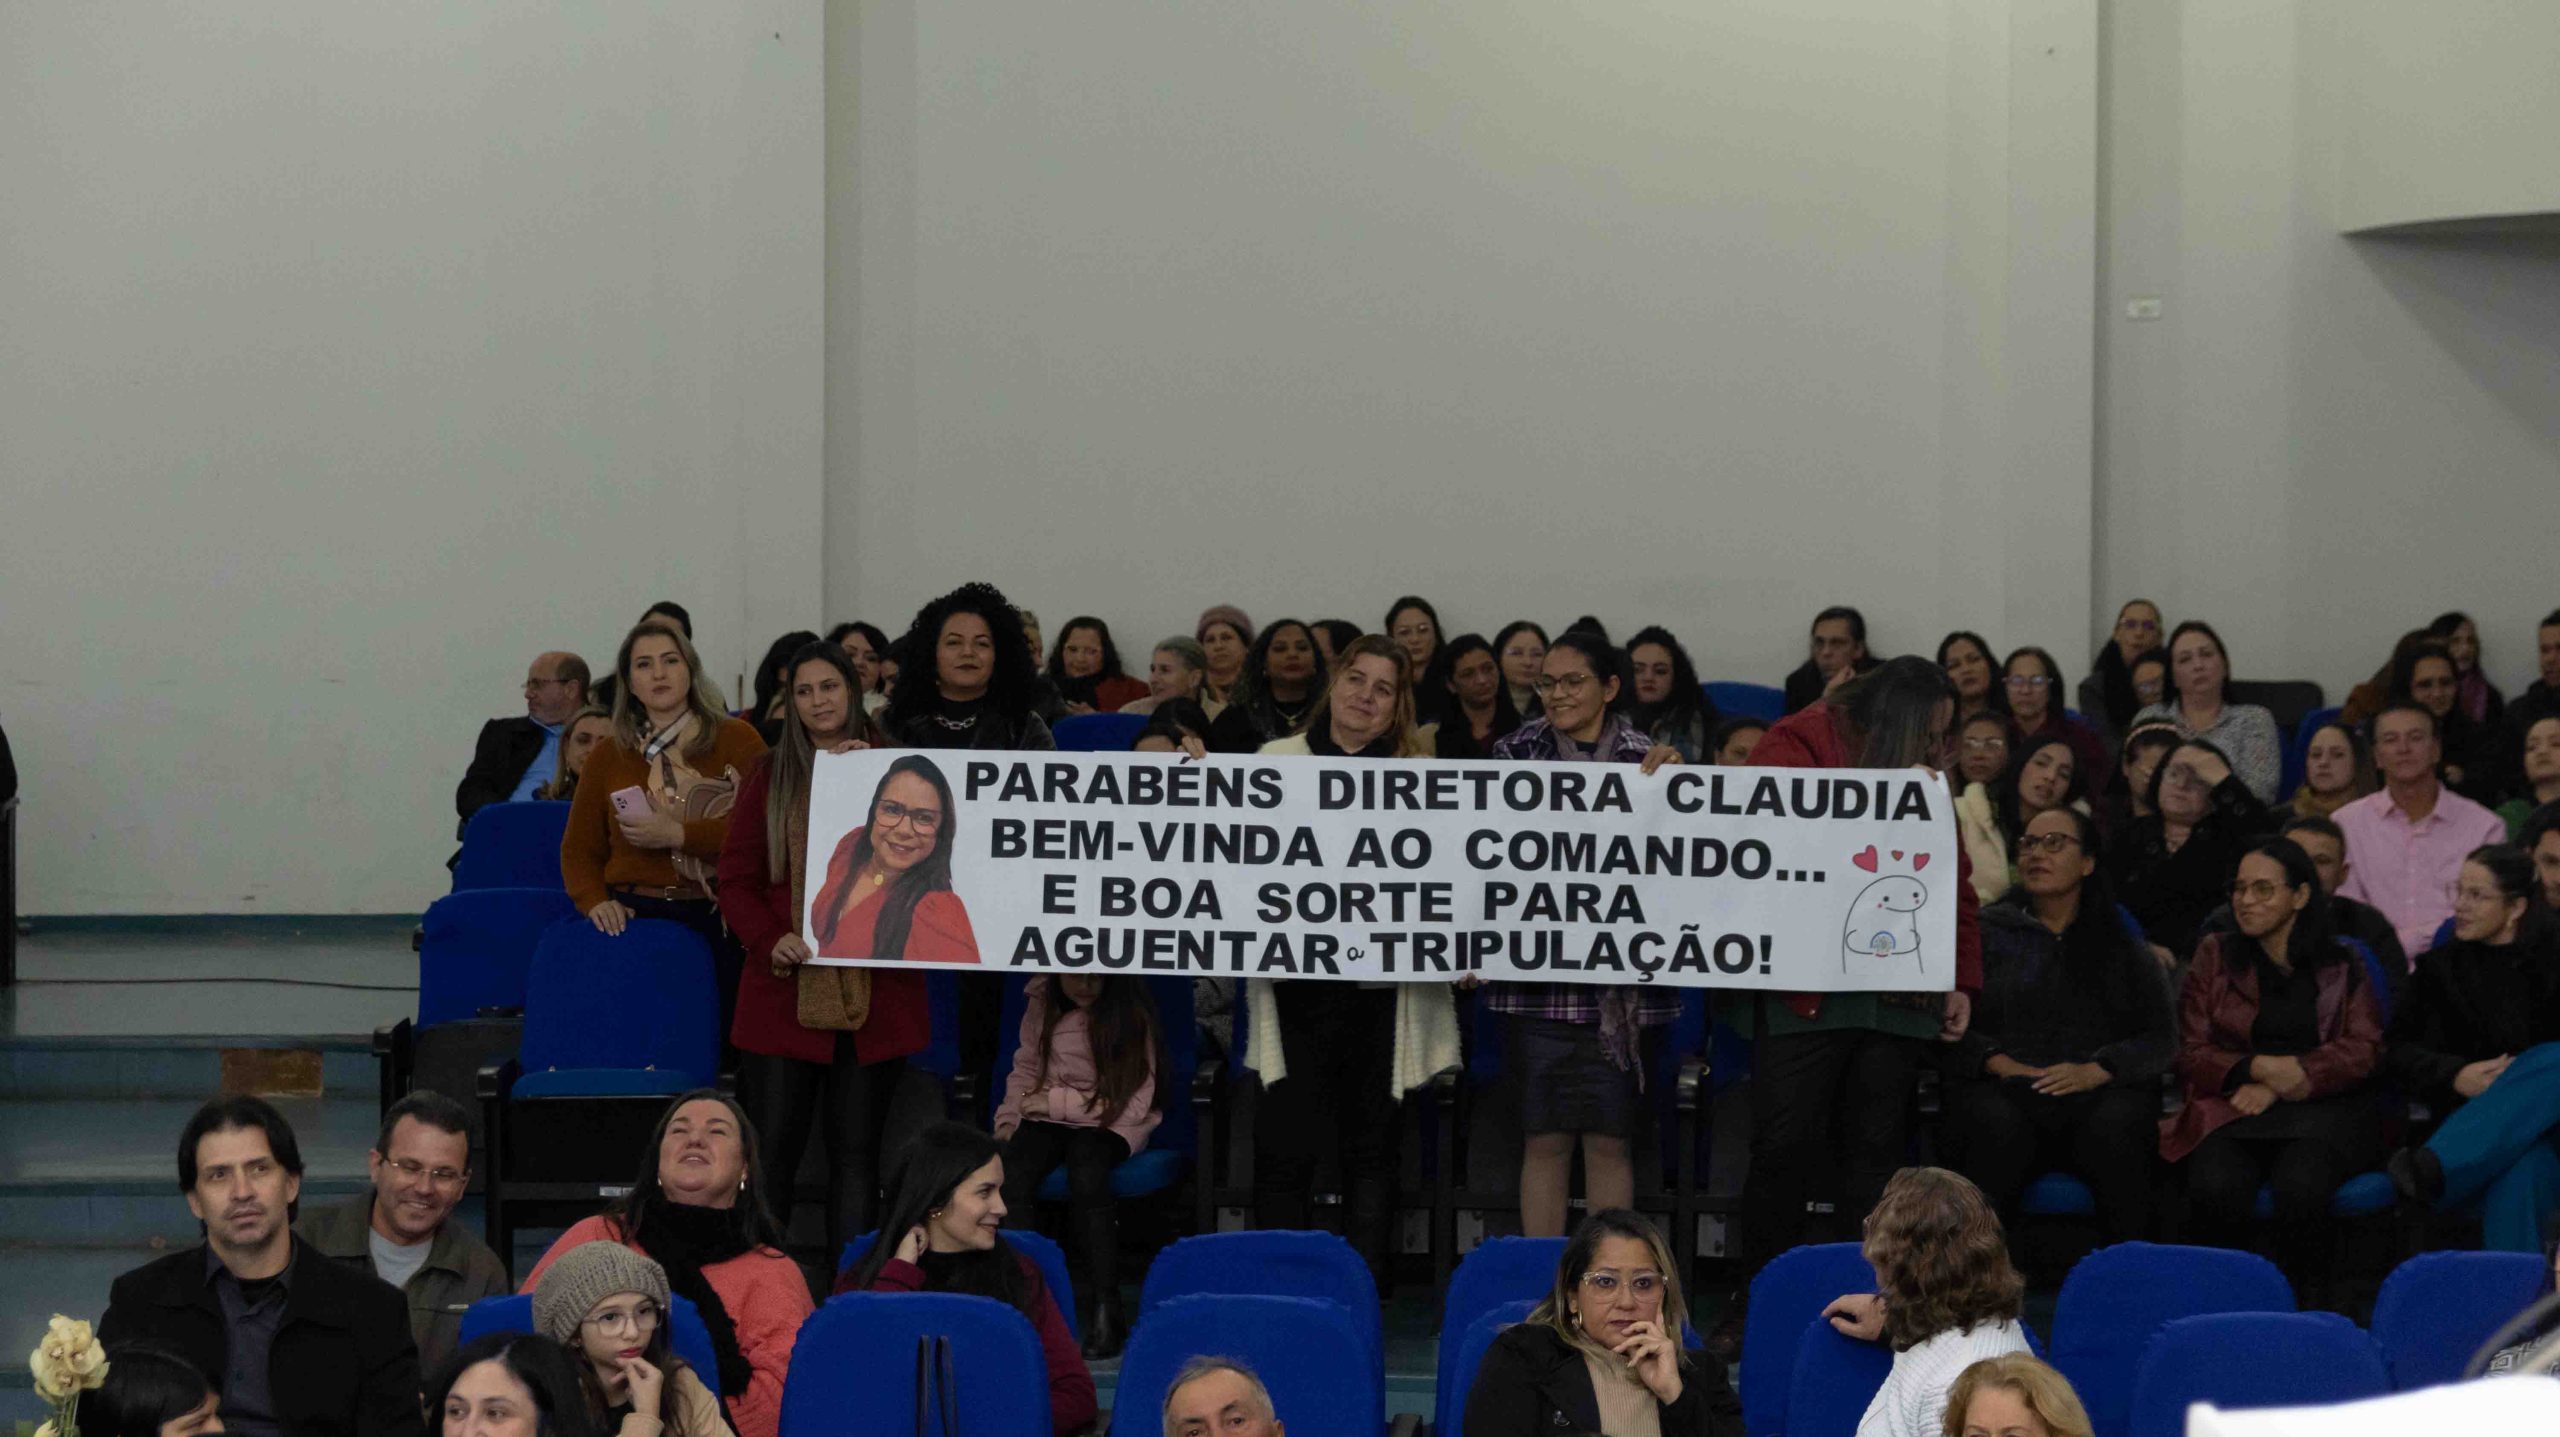 PARABÉNS DIRETORA CLAUDIA
BEM-VINDA AO COMANDO...
E BOA SORTE PARA
AGUENTAR a TRIPULAÇÃO!